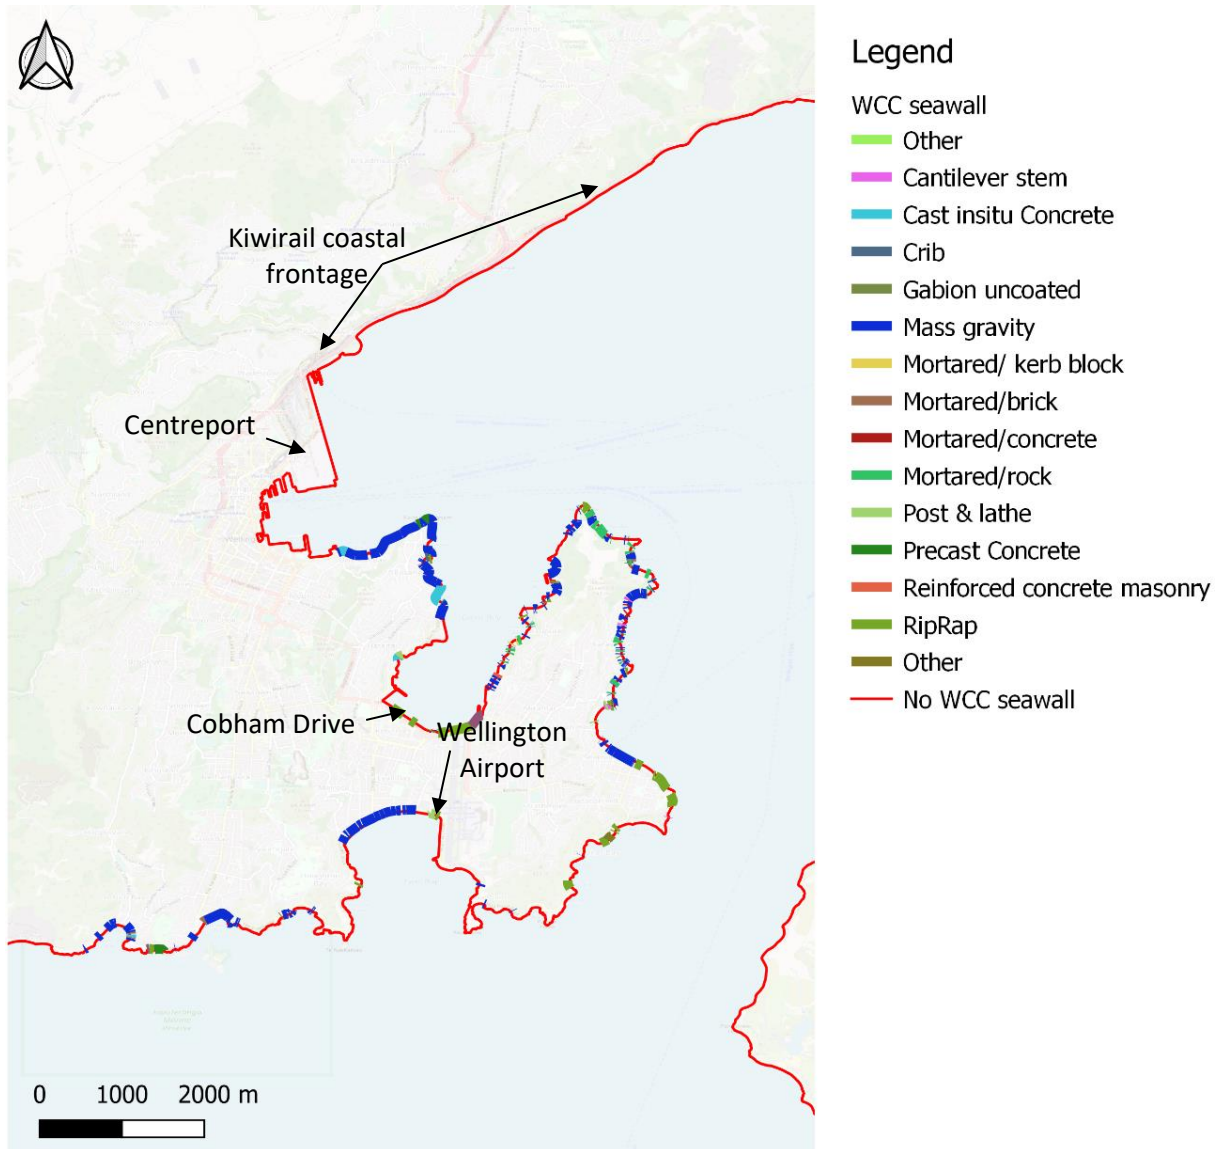 Legend
WCC seawall
Other
Cantilever stem
Cast insitu Concrete
Crib
Gabion uncoated
Mass gravity
Mortared/ kerb block
Mortared/brick
Mortared/concrete
Mortared/rock
Post & lathe
Precast Concrete
Reinforced concrete masonry
RipRap
Other
No WCC seawall
Kiwirail coastal
frontage
Centreport
Cobham Drive
Wellington
Airport
0 1000 2000 m